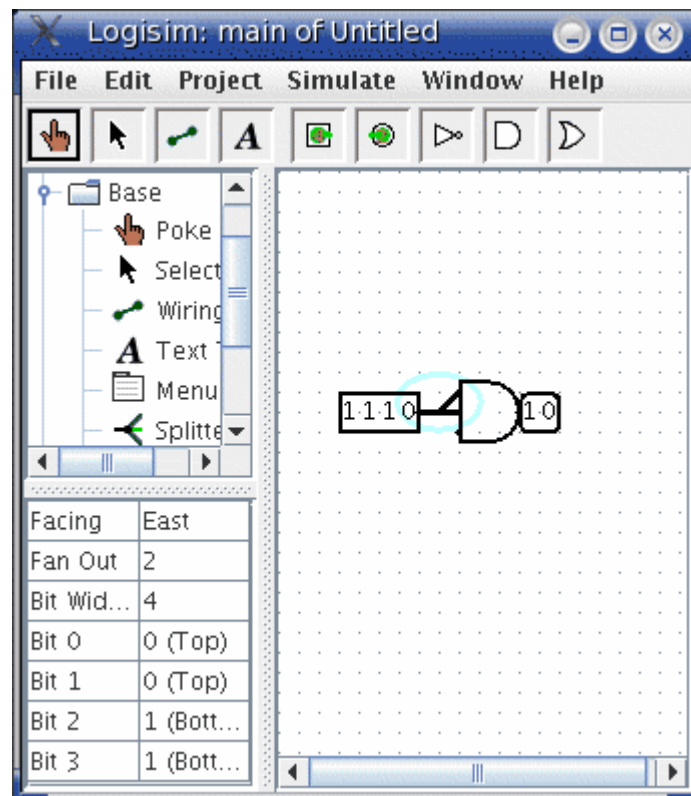 Logisim: main of Untitled
File Edit Project Simulate Window Help
A
Base
Poke
Select
Wiring
A Text T
Menu
Splitte
1110 10
Facing East
Fan Out 2
Bit Wid... 4
Bit 0 0 (Top)
Bit 1 0 (Top)
Bit 2 1 (Bott...
Bit 3 1 (Bott...